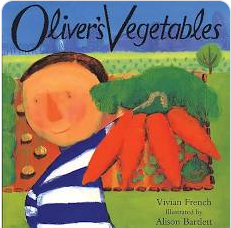 Oliver's Vegetables
Vivian French
Illustrated by
Alison Bartlett